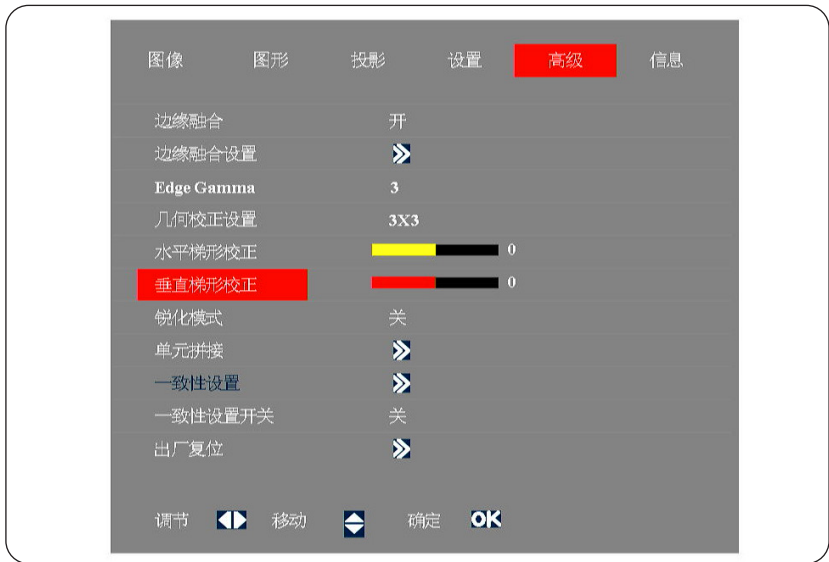 图像 图形 投影 设置 高级 信息
边缘融合 开
边缘融合设置
Edge Gamma 3
几何校正设置 3X3
水平梯形校正 0
垂直梯形校正 0
锐化模式 关
单元拼接
一致性设置
一致性设置开关 关
出厂复位
调节 移动 确定 OK